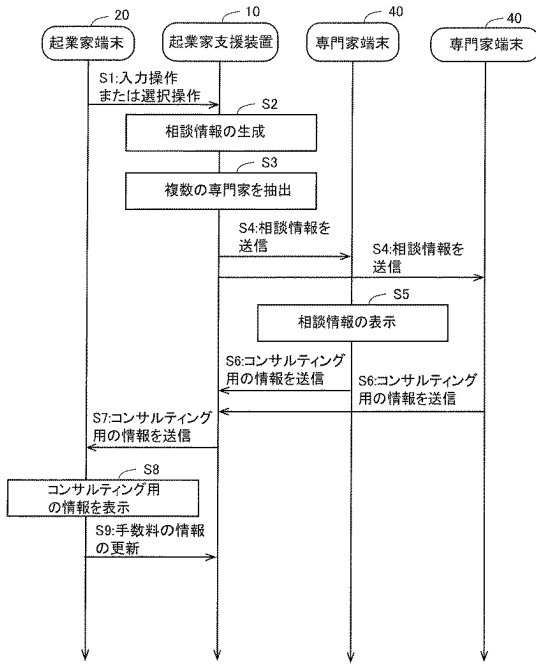 20
10
40
40
起業家端末
起業家支援装置
専門家端末
専門家端末
S1:入力操作
または選択操作
S2
相談情報の生成
S3
複数の専門家を抽出
S4:相談情報を
送信
S4:相談情報を
送信
S5
相談情報の表示
S6:コンサルティング
用の情報を送信
S6:コンサルティング
用の情報を送信
S7:コンサルティング
用の情報を送信
S8
コンサルティング用
の情報を表示
S9:手数料の情報
の更新